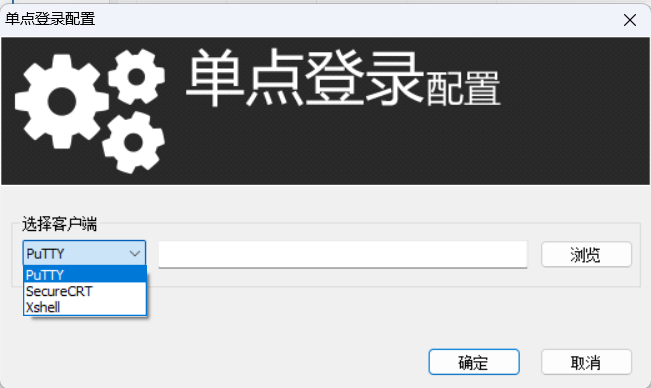 单点登录配置
单点登录配置
选择客户端
PuTTY 浏览
PuTTY
SecureCRT
Xshell
确定 取消